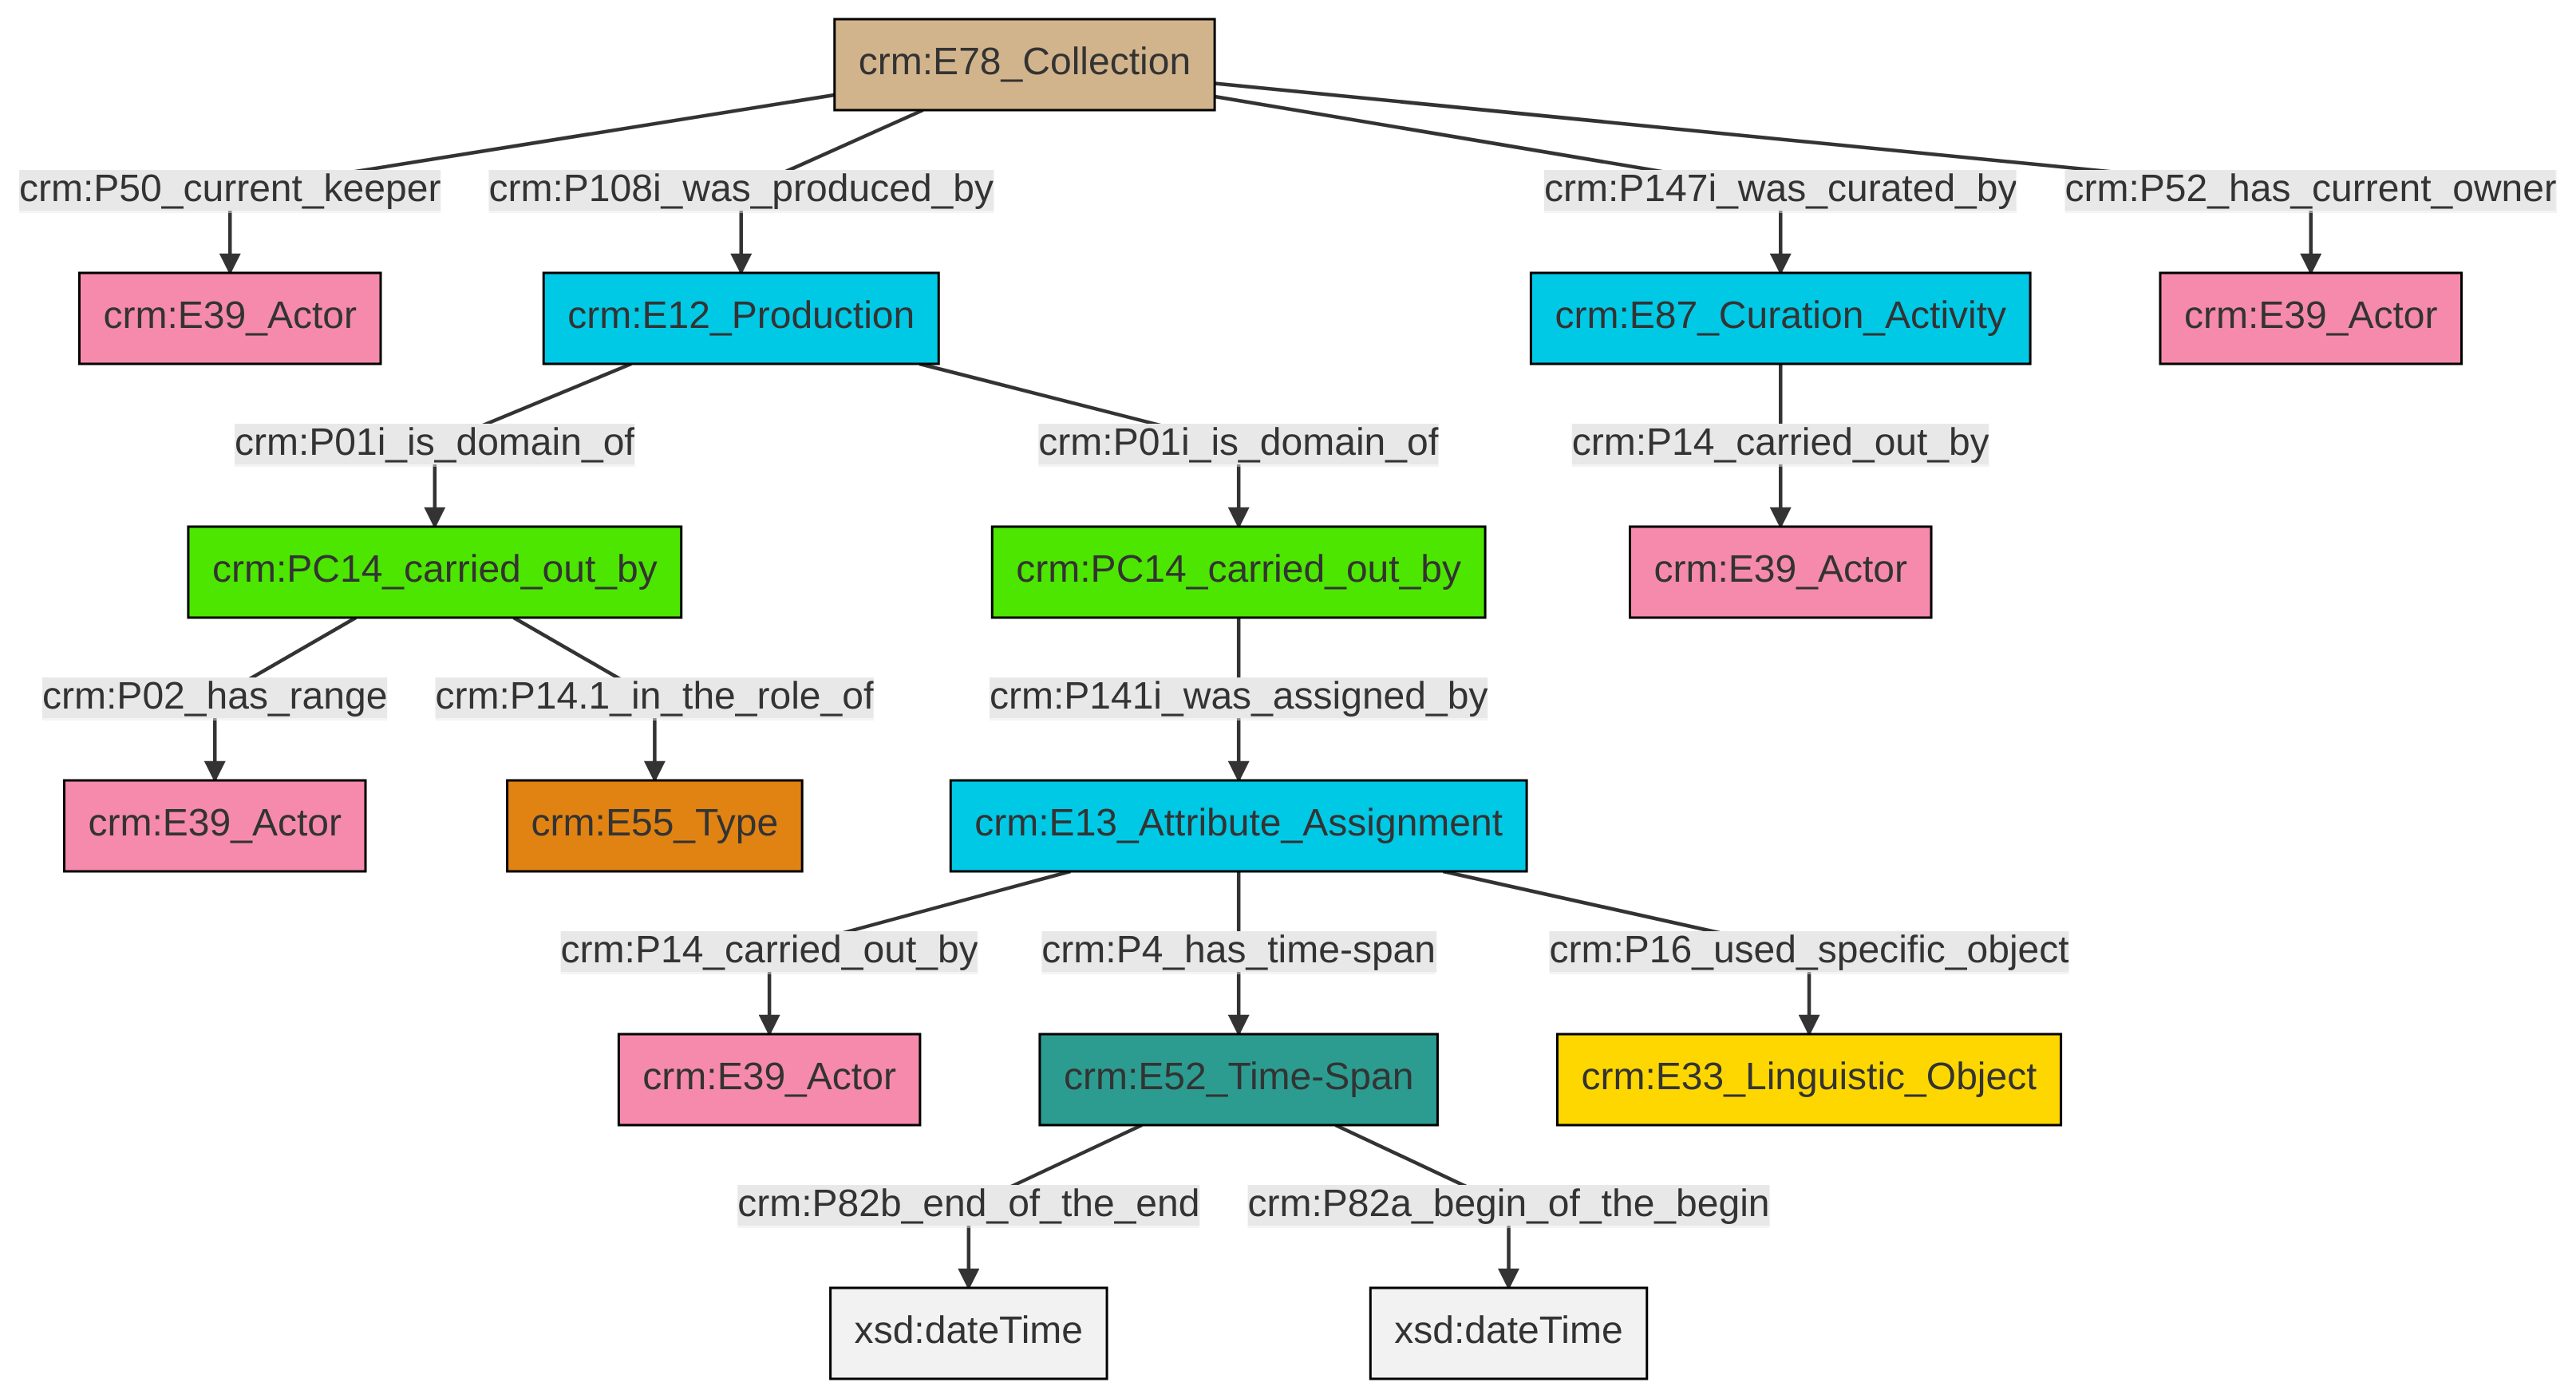 crm:E78_Collection
crm:P50_current_keeper
crm:P108i_was_produced_by
crm:P147i_was_curated_by
crm:P52_has_current_owner
crm:E39_Actor
crm:E12_Production
crm:E87_Curation_Activity
crm:E39_Actor
crm:P01i_is_domain_of
crm:P01i_is_domain_of
crm:P14_carried_out_by
crm:PC14_carried_out_by
crm:PC14_carried_out_by
crm:E39_Actor
crm:P02_has_range
crm:P14.1_in_the_role_of
crm:P141i_was_assigned_by
crm:E39_Actor
crm:E55_Type
crm:E13_Attribute_Assignment
crm:P14_carried_out_by
crm:P4_has_time-span
crm:P16_used_specific_object
crm:E39_Actor
crm:E52_Time-Span
crm:E33_Linguistic_Object
crm:P82b_end_of_the_end
crm:P82a_begin_of_the_begin
xsd:dateTime
xsd:dateTime